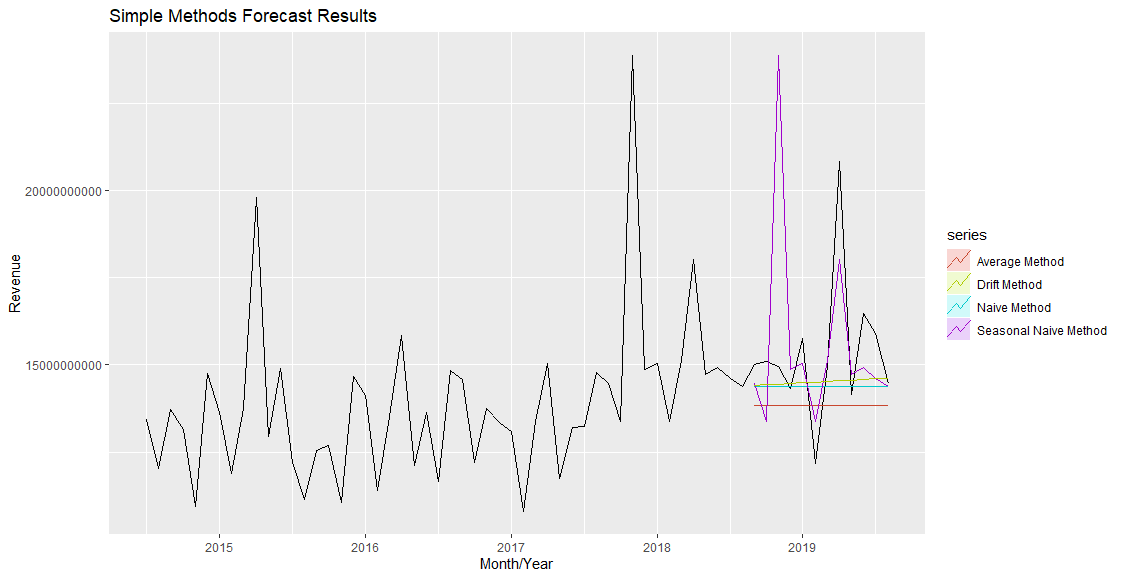 Simple Methods Forecast Results
Revenue
20000000000
15000000000
2015
2016
2017
2018
2019
Month/Year
series
Average Method
Drift Method
Naive Method
Seasonal Naive Method